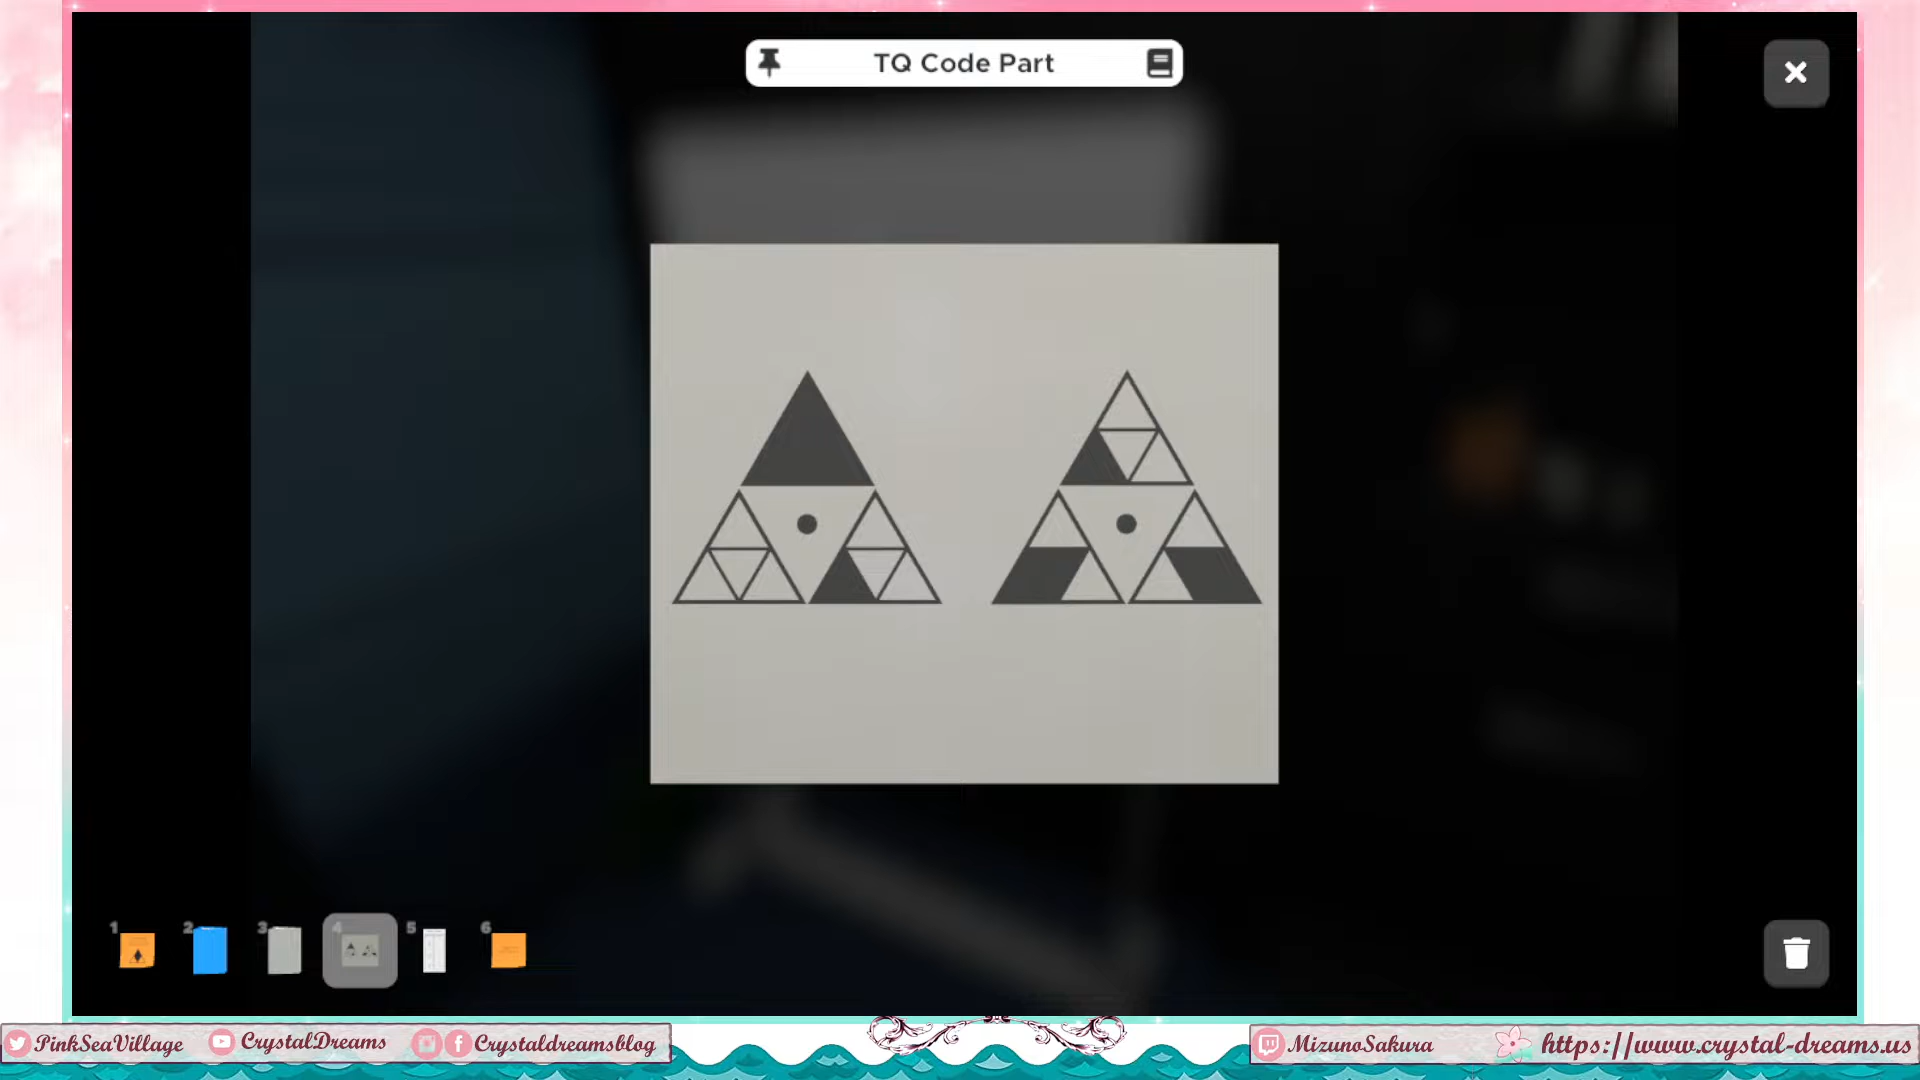 TQ Code Part
1 2 3 4 5 6
PinkSeaVillage CrystalDreams Crystaldreamsblog MizunoSakura https://www.crystal-dreams.us